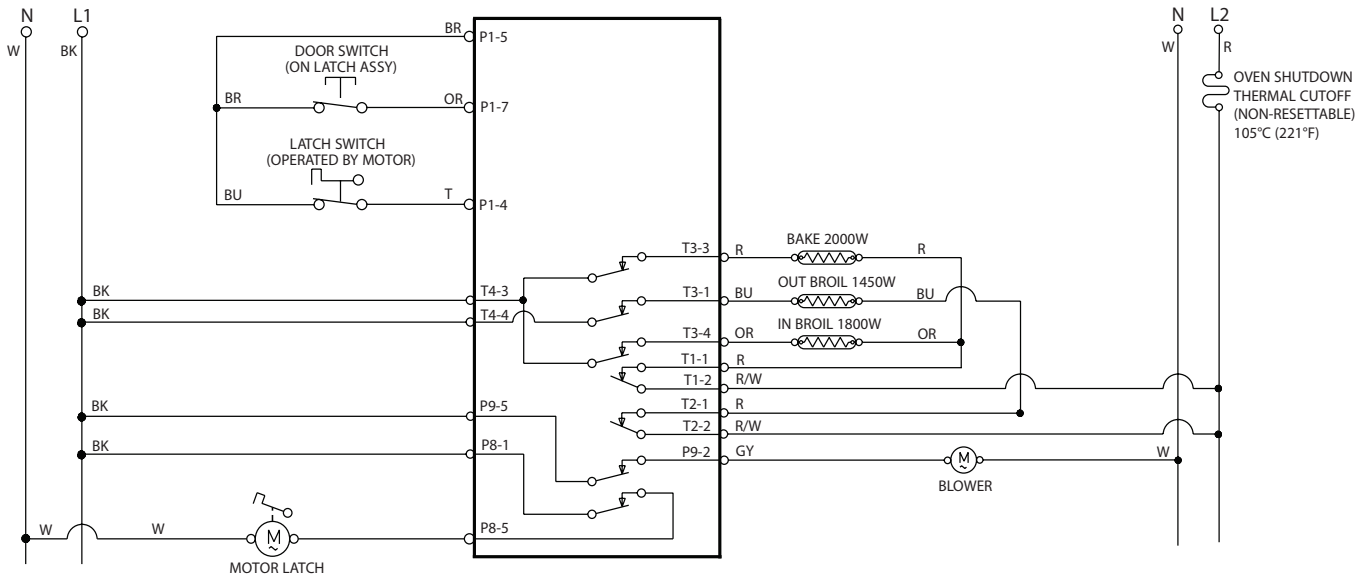 N L1
W BK
BR P1-5
DOOR SWITCH
(ON LATCH ASSY)
BR OR P1-7
LATCH SWITCH
(OPERATED BY MOTOR)
BU T P1-4
N L2
W R
OVEN SHUTDOWN
THERMAL CUTOFF
(NON-RESETTABLE)
105°C (221°F)
BAKE 2000W
T3-3 R R
OUT BROIL 1450W
BK T4-3 T3-1 BU BU
BK T4-4
IN BROIL 1800W
T3-4 OR OR
T1-1 R
T1-2 R/W
BK P9-5 T2-1 R
T2-2 R/W
BK P8-1 P9-2 GY M W
BLOWER
W W M P8-5
MOTOR LATCH